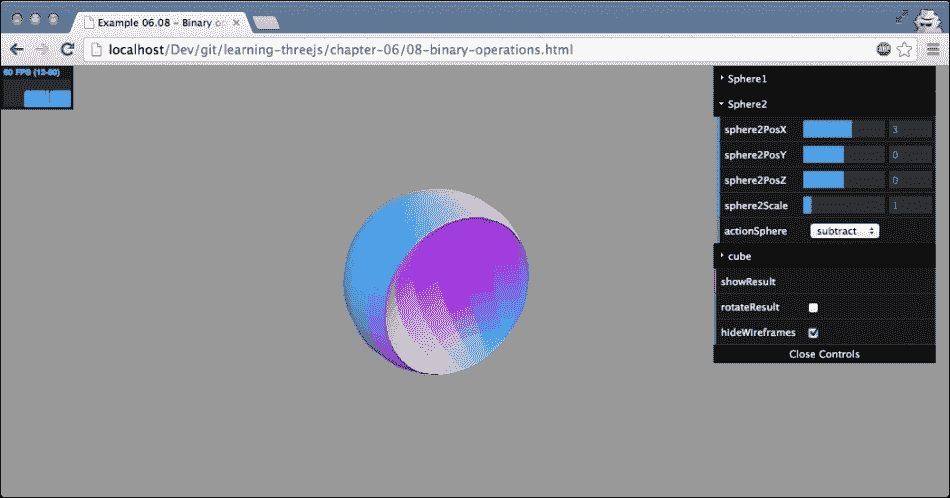 Example 06.08 – Binary op
localhost/Dev/git/learning-threejs/chapter-06/08-binary-operations.html
60 FPS (13-60)
Sphere1
Sphere2
sphere2PosX 3
sphere2PosY 0
sphere2PosZ 0
sphere2Scale 1
actionSphere subtract
cube
showResult
rotateResult
hideWireframes
Close Controls